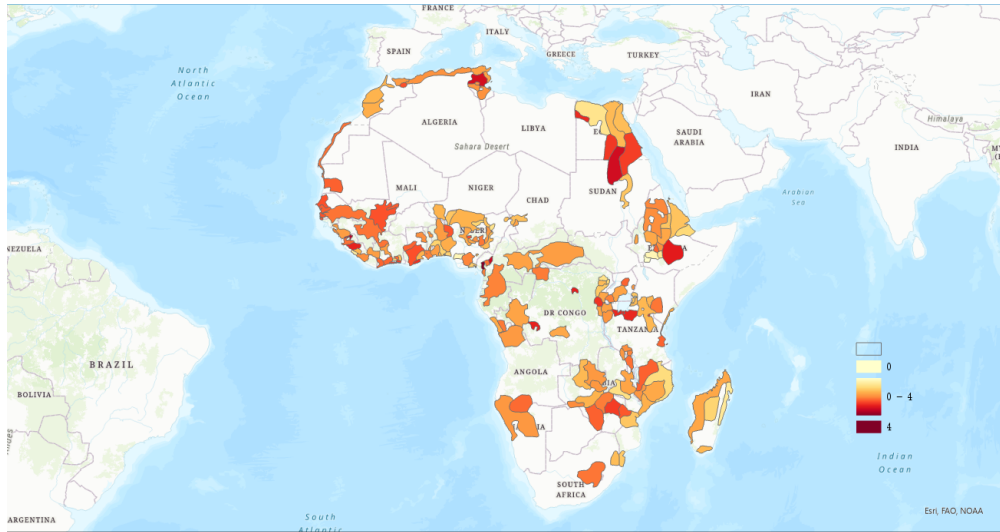 FRANCE
ITALY
SPAIN
GREECE
TURKEY
North
Atlantic
Ocean
IRAN
ALGERIA
LIBYA
SAUDI
ARABIA
Himalaya
INDIA
Sahara Desert
MALI
NIGER
SUDAN
CHAD
Arabian
Sea
NEZUELA
DR CONGO
TANZANIA
BRAZIL
ANGOLA
BOLIVIA
0
0 - 4
4
SOUTH
AFRICA
Indian
Ocean
South
Atlantic
ARGENTINA
Esri, FAO, NOAA